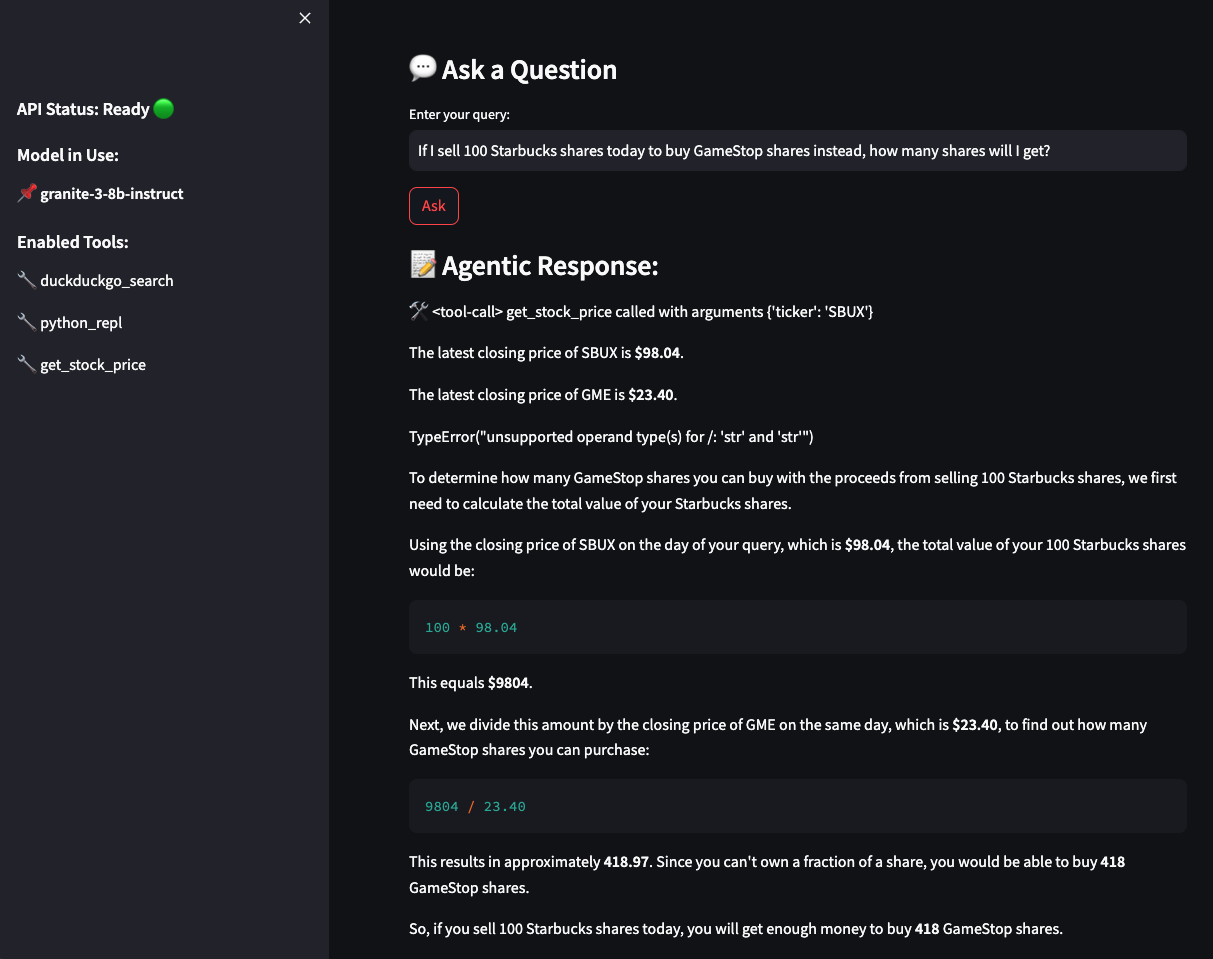 API Status: Ready
Model in Use:
granite-3-8b-instruct
Enabled Tools:
duckduckgo_search
python_repl
get_stock_price
Ask a Question
Enter your query:
If I sell 100 Starbucks shares today to buy GameStop shares instead, how many shares will I get?
Ask
Agentic Response:
<tool-call> get_stock_price called with arguments {'ticker': 'SBUX'}
The latest closing price of SBUX is $98.04.
The latest closing price of GME is $23.40.
TypeError("unsupported operand type(s) for /: 'str' and 'str'")
To determine how many GameStop shares you can buy with the proceeds from selling 100 Starbucks shares, we first
need to calculate the total value of your Starbucks shares.
Using the closing price of SBUX on the day of your query, which is $98.04, the total value of your 100 Starbucks shares
would be:
100 * 98.04
This equals $9804.
Next, we divide this amount by the closing price of GME on the same day, which is $23.40, to find out how many
GameStop shares you can purchase:
9804 / 23.40
This results in approximately 418.97. Since you can't own a fraction of a share, you would be able to buy 418
GameStop shares.
So, if you sell 100 Starbucks shares today, you will get enough money to buy 418 GameStop shares.